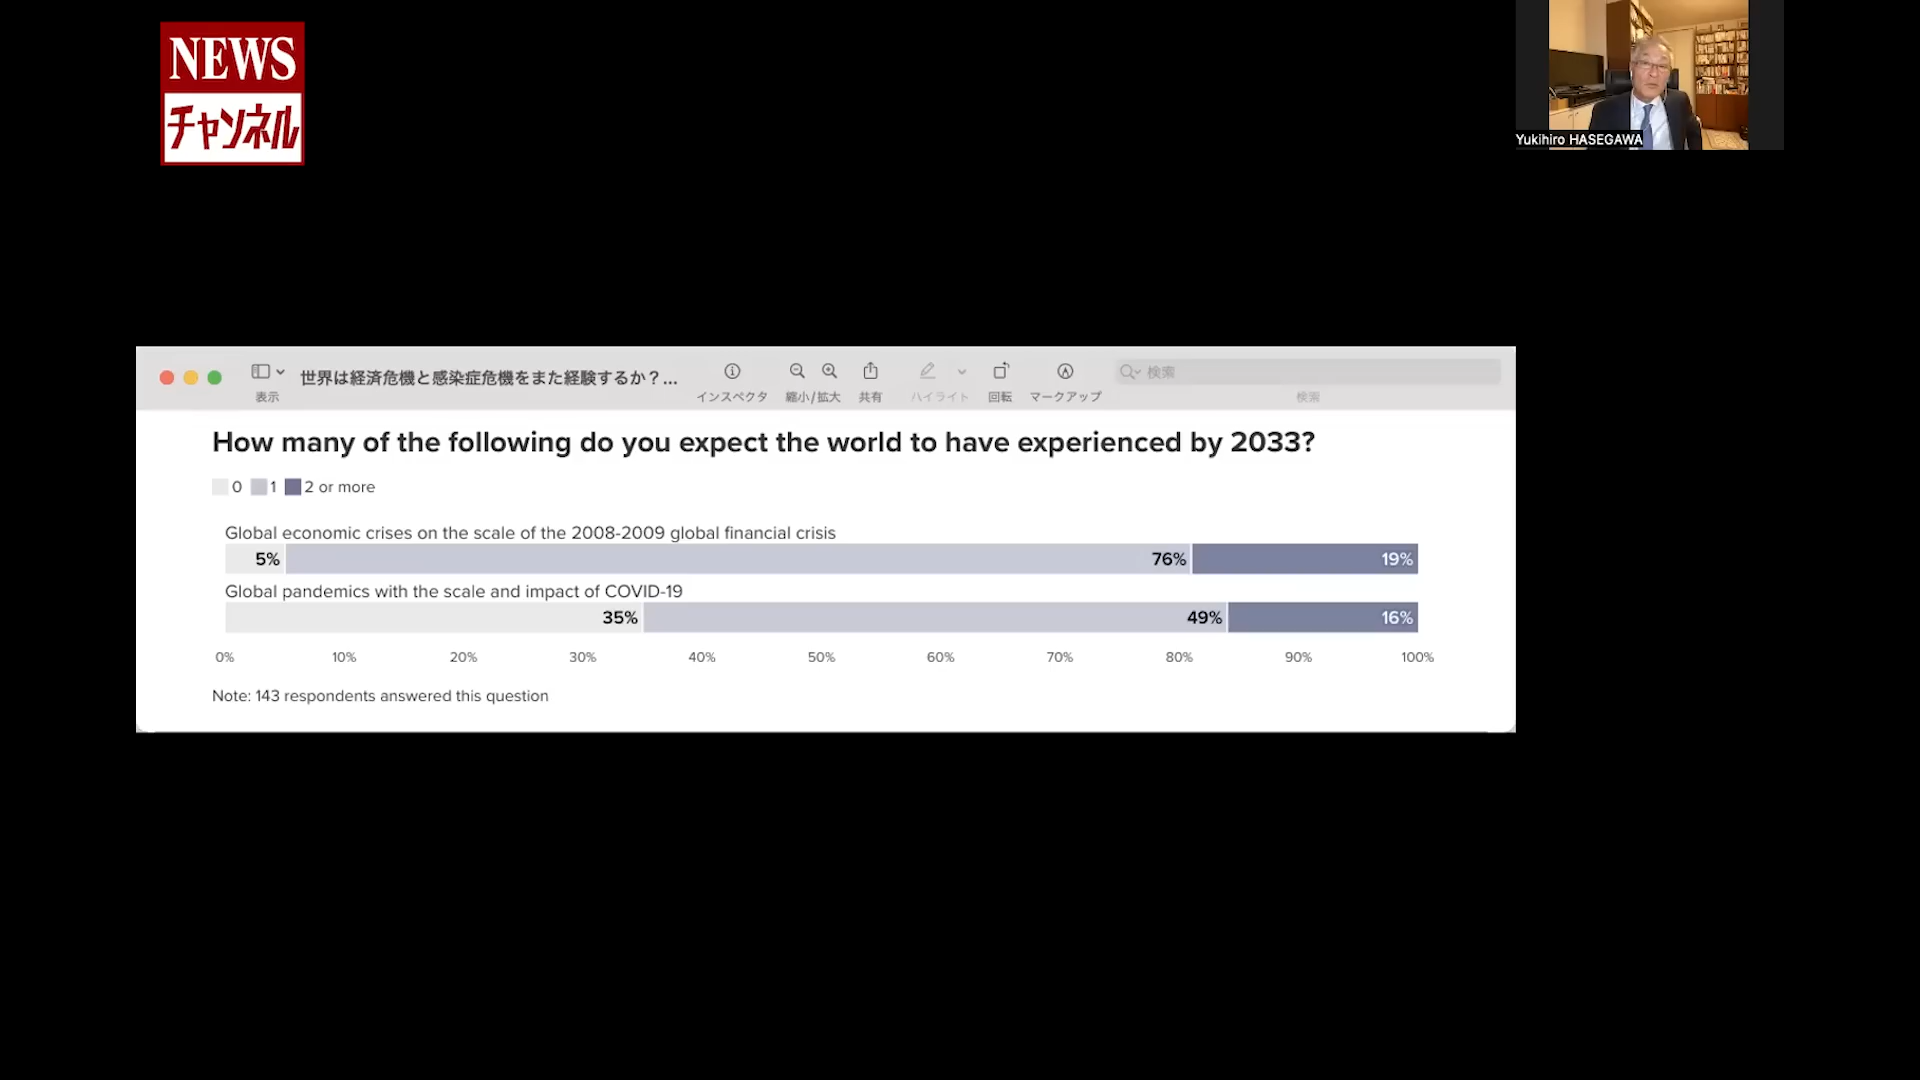 NEWS
チャンネル
Yukihiro HASEGAWA
世界は経済危機と感染症危機をまた経験するか？...
表示
インスペクタ
縮小/拡大
共有
ハイライト
回転
マークアップ
検索
検索
How many of the following do you expect the world to have experienced by 2033?
0 1 2 or more
Global economic crises on the scale of the 2008-2009 global financial crisis
5% 76% 19%
Global pandemics with the scale and impact of COVID-19
35% 49% 16%
0% 10% 20% 30% 40% 50% 60% 70% 80% 90% 100%
Note: 143 respondents answered this question